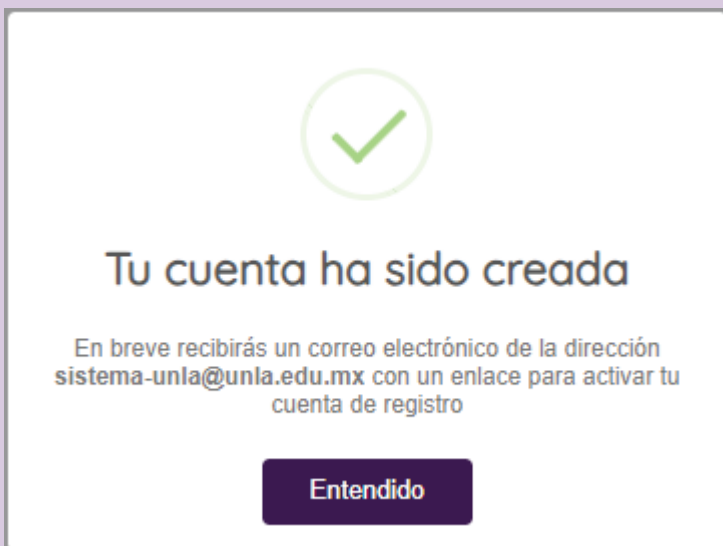 Tu cuenta ha sido creada
En breve recibirás un correo electrónico de la dirección
sistema-unla@unla.edu.mx con un enlace para activar tu
cuenta de registro
Entendido